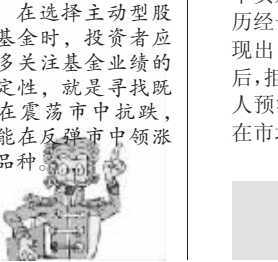 在选择主动型股
基金时，投资者应
多关注基金业绩的
定性，就是寻找既
在震荡市中抗跌，
能在反弹市中领涨
品种。
历经
现出
后，拒
人预
在市